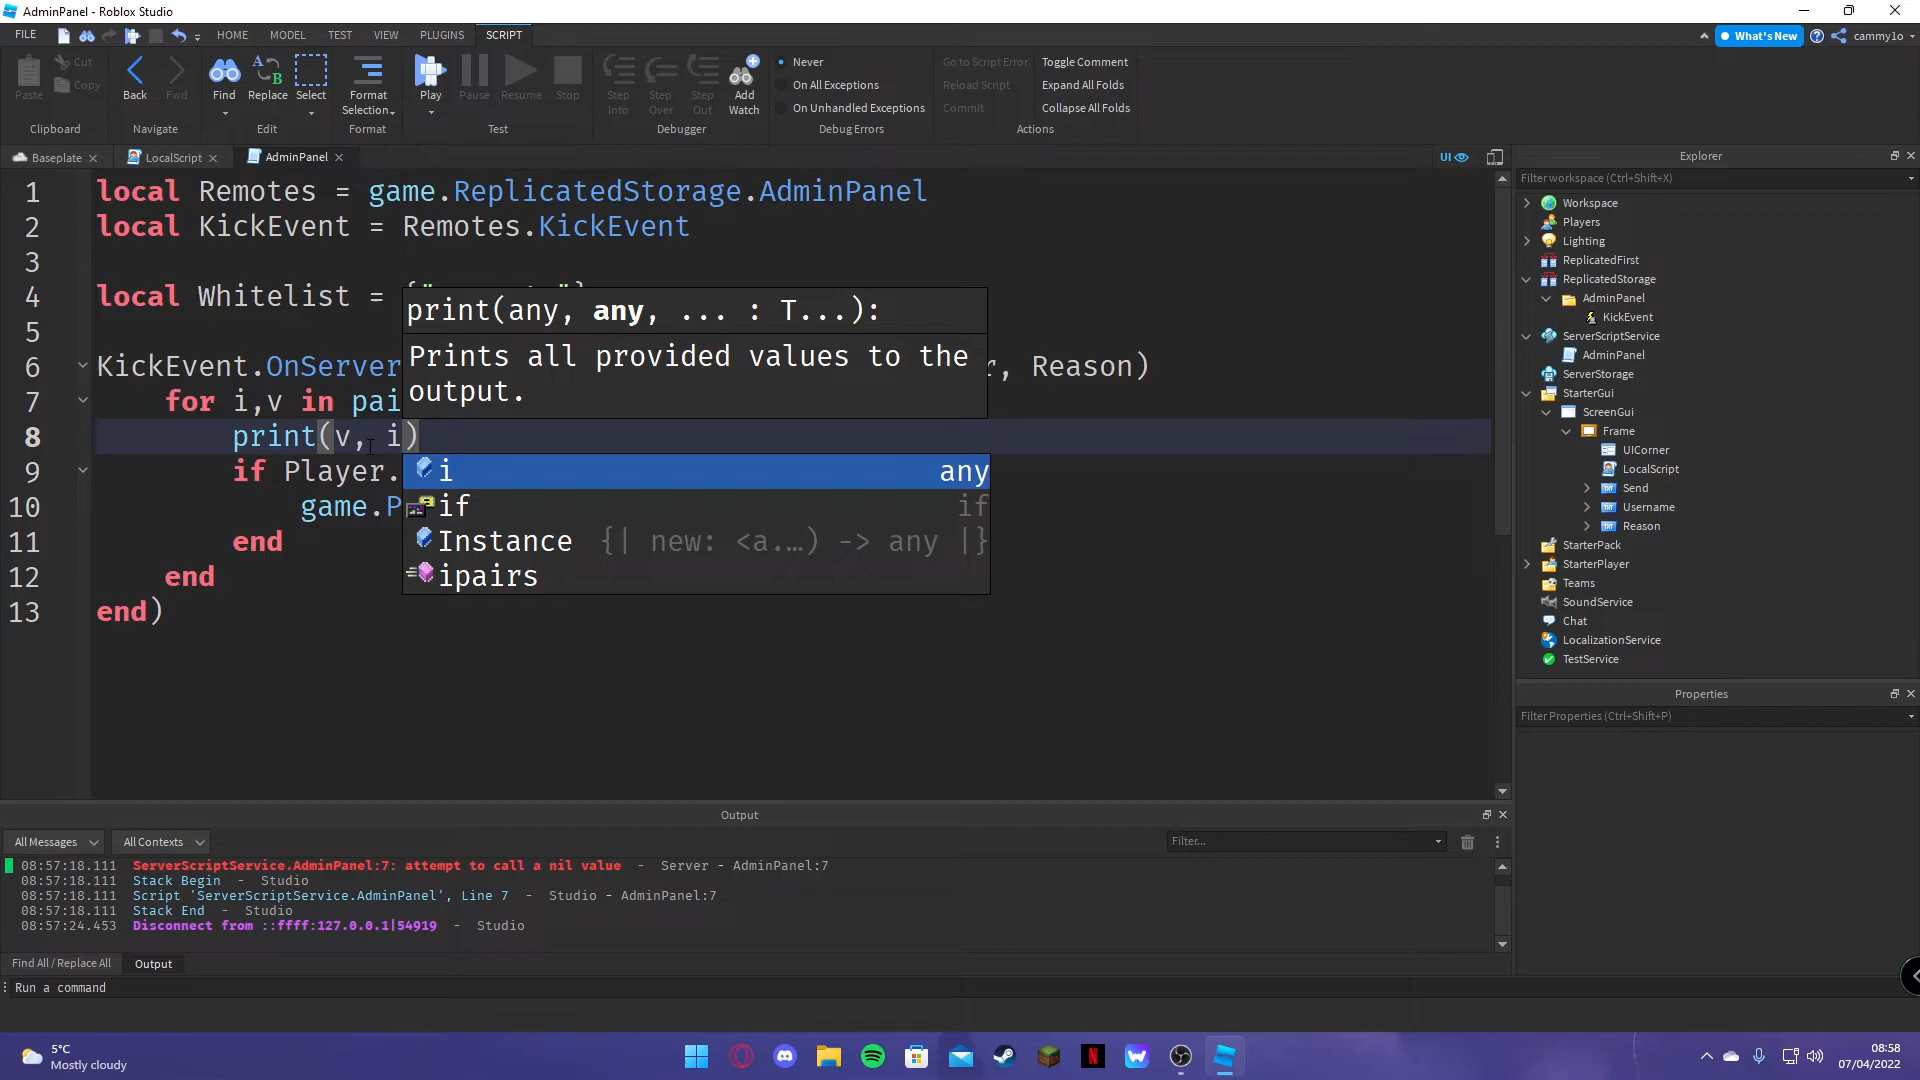 AdminPanel - Roblox Studio
FILE
HOME
MODEL
TEST
VIEW
PLUGINS
SCRIPT
What's New
cammy1o
Paste
Cut
Copy
Back
Fwd
Find
Replace
Select
Format
Selection
Play
Pause
Resume
Stop
Step
Into
Step
Over
Step
Out
Add
Watch
Never
On All Exceptions
On Unhandled Exceptions
Go to Script Error
Reload Script
Commit
Toggle Comment
Expand All Folds
Collapse All Folds
Clipboard
Navigate
Edit
Format
Test
Debugger
Debug Errors
Actions
Baseplate
LocalScript
AdminPanel
UI
1 local Remotes = game.ReplicatedStorage.AdminPanel
2 local KickEvent = Remotes.KickEvent
3
4 local Whitelist =
5
6 KickEvent.OnServer , Reason)
7 for i,v in pai
8 print(v, i)
9 if Player.
10 game.P
11 end
12 end
13 end)
print(any, any, ... : T...):
Prints all provided values to the
output.
i any
if if
Instance {| new: <a.…) -> any |}
ipairs
Explorer
Filter workspace (Ctrl+Shift+X)
Workspace
Players
Lighting
ReplicatedFirst
ReplicatedStorage
AdminPanel
KickEvent
ServerScriptService
AdminPanel
ServerStorage
StarterGui
ScreenGui
Frame
UICorner
LocalScript
Send
Username
Reason
StarterPack
StarterPlayer
Teams
SoundService
Chat
LocalizationService
TestService
Properties
Filter Properties (Ctrl+Shift+P)
Output
All Messages
All Contexts
Filter...
08:57:18.111 ServerScriptService.AdminPanel:7: attempt to call a nil value - Server - AdminPanel:7
08:57:18.111 Stack Begin - Studio
08:57:18.111 Script 'ServerScriptService.AdminPanel', Line 7 - Studio - AdminPanel:7
08:57:18.111 Stack End - Studio
08:57:24.453 Disconnect from ::ffff:127.0.0.1|54919 - Studio
Find All / Replace All
Output
Run a command
5°C
Mostly cloudy
08:58
07/04/2022